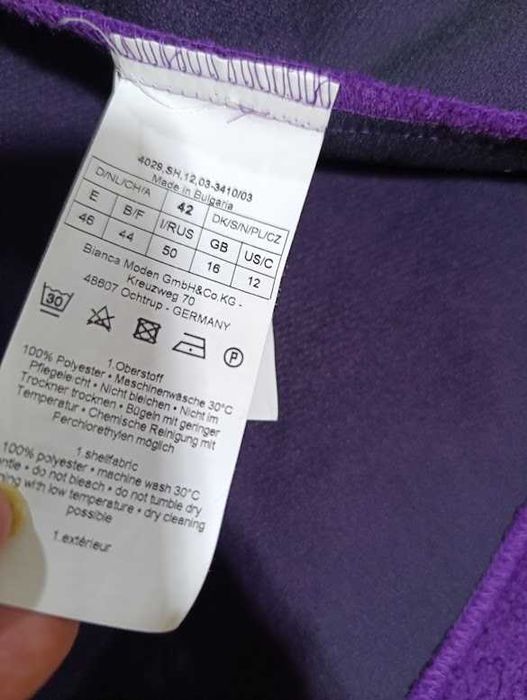 4029.SH.12.03-3410/03
Made in Bulgaria
D/NL/CH/A 42 DK/S/N/PL/CZ
E B/F I/RUS GB US/C
46 44 50 16 12
Bianca Moden GmbH&Co.KG -
Kreuzweg 70
48607 Ochtrup - GERMANY
30 P
1.Oberstoff
100% Polyester • Maschinenwäsche 30°C
Pflegeleicht • Nicht bleichen • Nicht im
Trockner trocknen • Bügeln mit geringer
Temperatur • Chemische Reinigung mit
Perchlorethylen möglich
1.shellfabric
100% polyester • machine wash 30°C
• do not bleach • do not tumble dry
with low temperature • dry cleaning
possible
1.extérieur